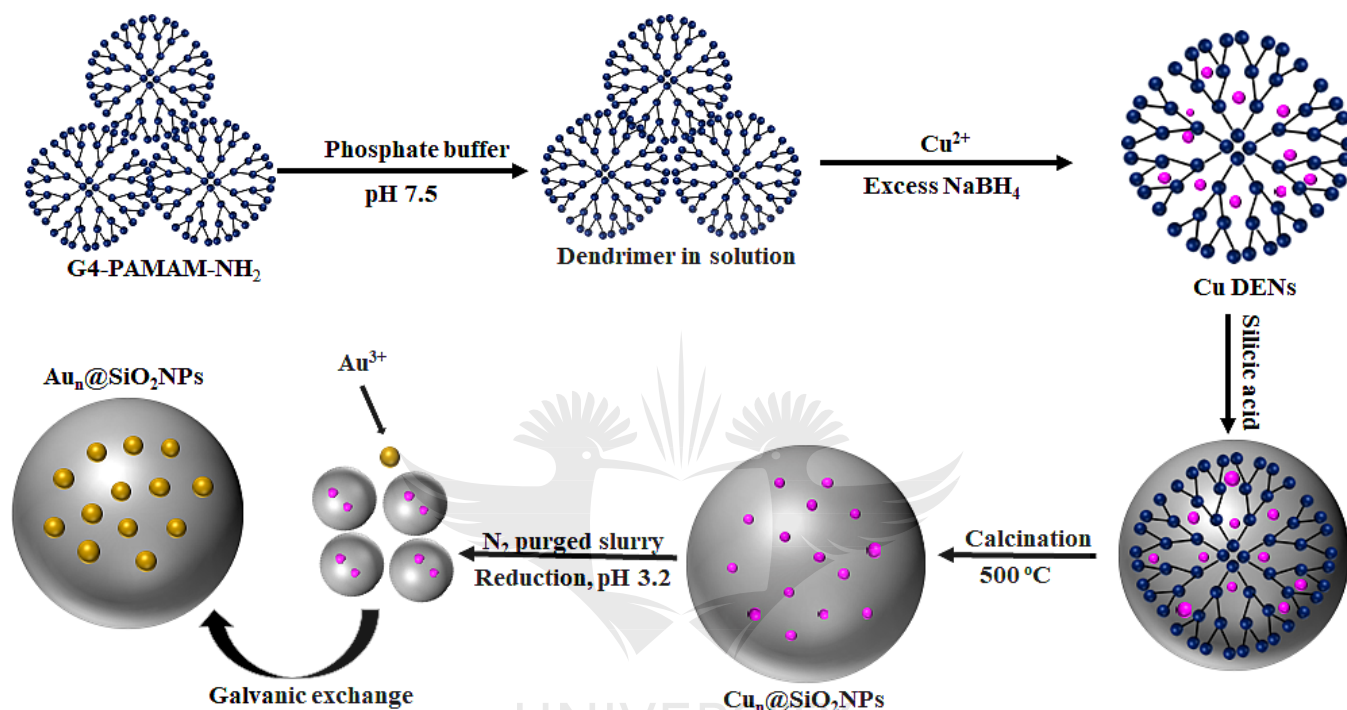 Phosphate buffer
pH 7.5
G4-PAMAM-NH₂
Dendrimer in solution
Cu²⁺
Excess NaBH₄
Cu DENs
Silicic acid
Calcination
500 ºC
Cuₙ@SiO₂NPs
N₂ purged slurry
Reduction, pH 3.2
Au³⁺
Galvanic exchange
Auₙ@SiO₂NPs